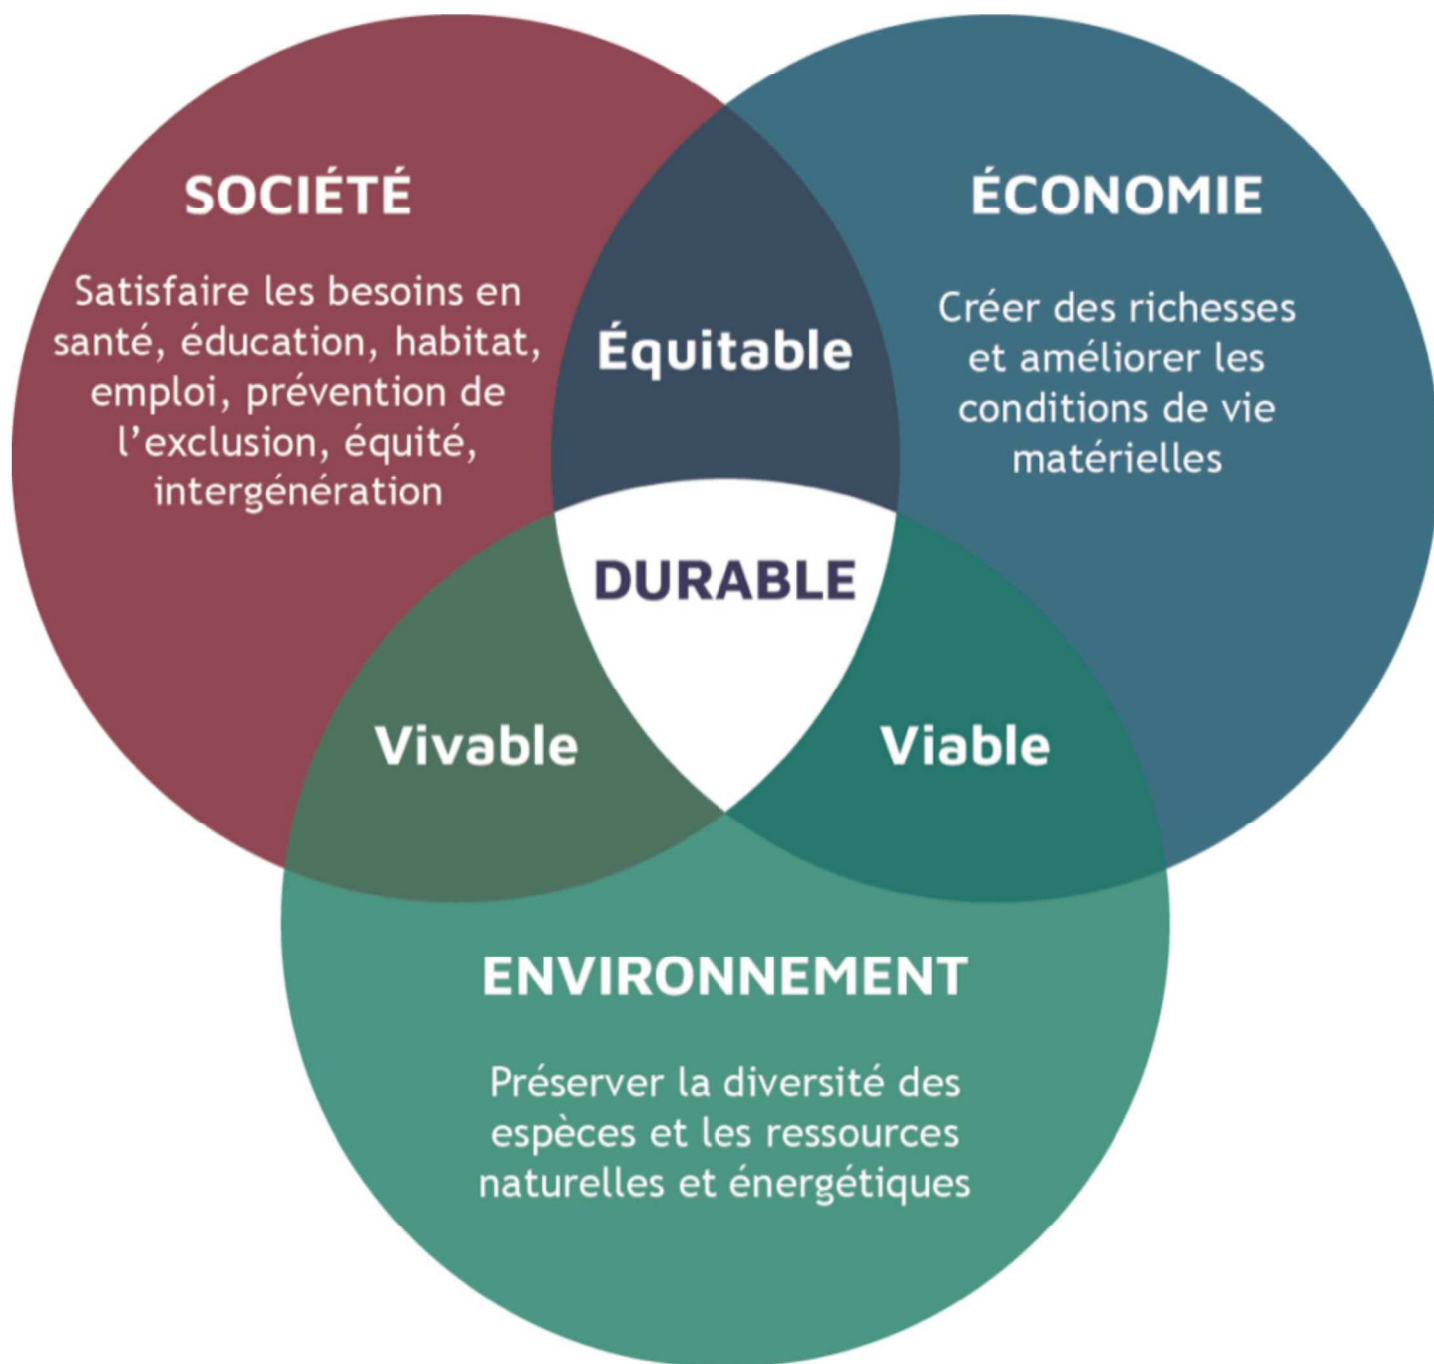 SOCIÉTÉ
Satisfaire les besoins en
santé, éducation, habitat,
emploi, prévention de
l’exclusion, équité,
intergénération
ÉCONOMIE
Créer des richesses
et améliorer les
conditions de vie
matérielles
Équitable
DURABLE
Vivable
Viable
ENVIRONNEMENT
Préserver la diversité des
espèces et les ressources
naturelles et énergétiques